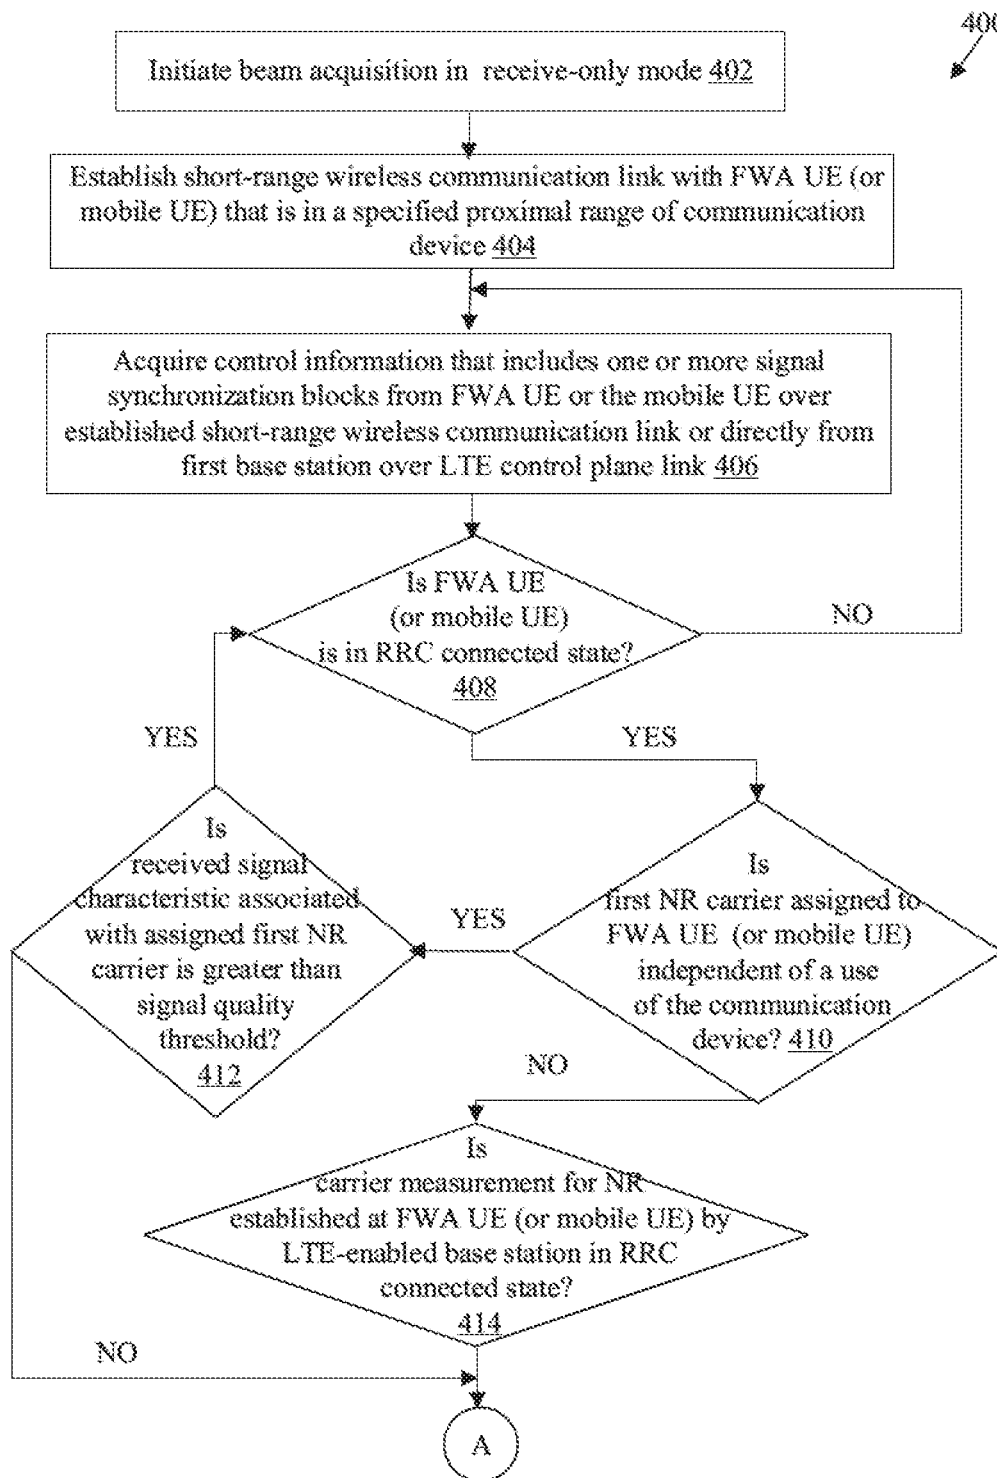 400
Initiate beam acquisition in receive-only mode 402
Establish short-range wireless communication link with FWA UE (or
mobile UE) that is in a specified proximal range of communication
device 404
Acquire control information that includes one or more signal
synchronization blocks from FWA UE or the mobile UE over
established short-range wireless communication link or directly from
first base station over LTE control plane link 406
Is FWA UE
(or mobile UE)
is in RRC connected state?
408
NO
YES
YES
Is
received signal
characteristic associated
with assigned first NR
carrier is greater than
signal quality
threshold?
412
YES
Is
first NR carrier assigned to
FWA UE (or mobile UE)
independent of a use
of the communication
device? 410
NO
Is
carrier measurement for NR
established at FWA UE (or mobile UE) by
LTE-enabled base station in RRC
connected state?
414
NO
A